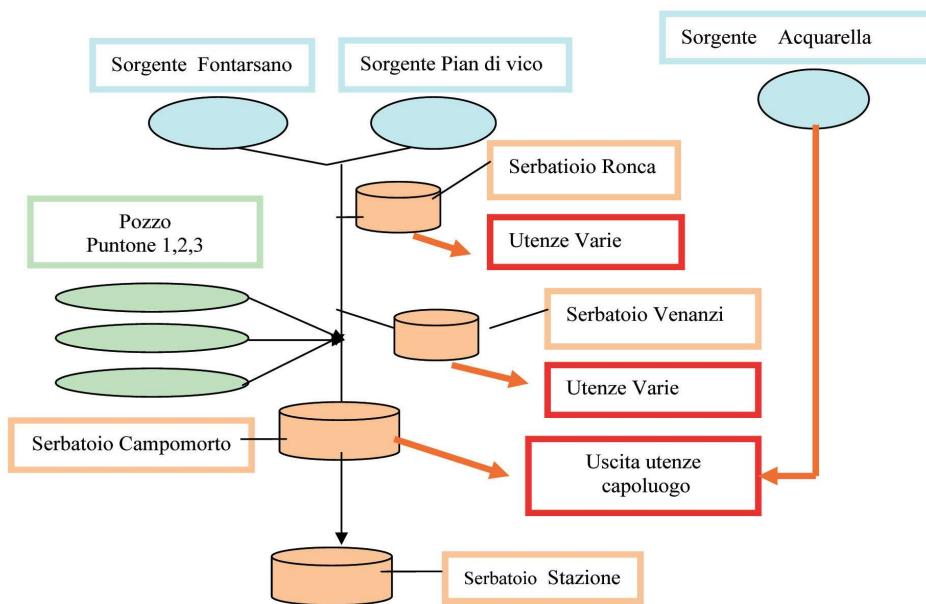 Sorgente Acquarella
Sorgente Fontarsano
Sorgente Pian di vico
Serbatioio Ronca
Pozzo
Puntone 1,2,3
Utenze Varie
Serbatoio Venanzi
Utenze Varie
Serbatoio Campomorto
Uscita utenze
capoluogo
Serbatoio Stazione